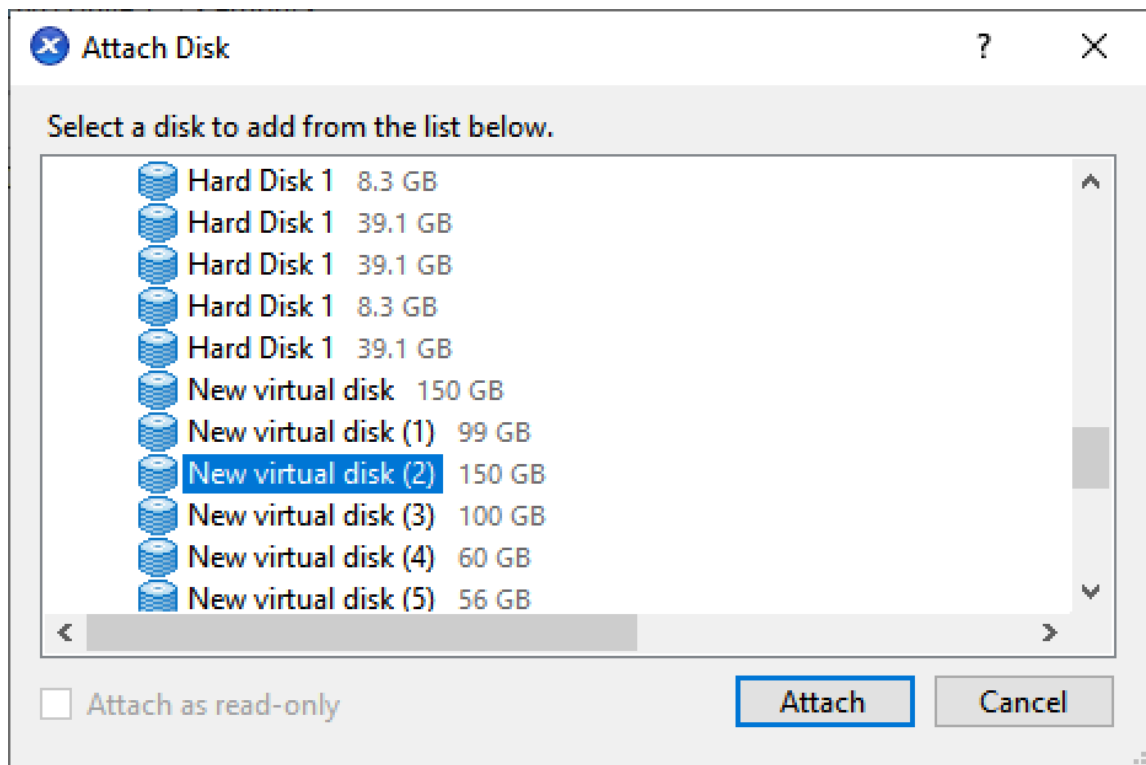 Attach Disk ?
Select a disk to add from the list below.
Hard Disk 1 8.3 GB
Hard Disk 1 39.1 GB
Hard Disk 1 39.1 GB
Hard Disk 1 8.3 GB
Hard Disk 1 39.1 GB
New virtual disk 150 GB
New virtual disk (1) 99 GB
New virtual disk (2) 150 GB
New virtual disk (3) 100 GB
New virtual disk (4) 60 GB
New virtual disk (5) 56 GB
Attach as read-only Attach Cancel